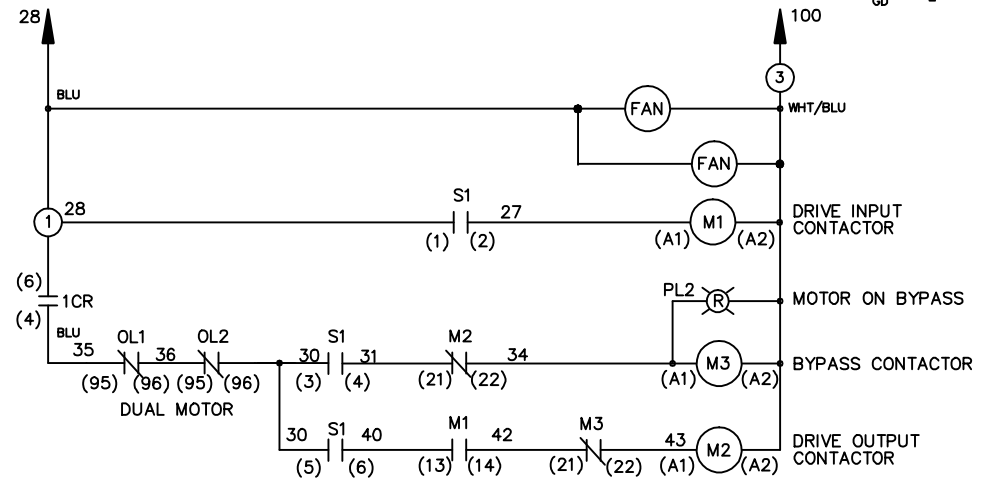 GD
28
100
3
BLU
FAN
WHT/BLU
FAN
1
28
S1
27
(1)
(2)
(A1)
M1
(A2)
DRIVE INPUT
CONTACTOR
(6)
1CR
(4)
PL2
R
MOTOR ON BYPASS
BLU
35
OL1
36
OL2
(95)
(96)
(95)
(96)
DUAL MOTOR
30
S1
31
(3)
(4)
M2
(21)
(22)
34
(A1)
M3
(A2)
BYPASS CONTACTOR
30
S1
40
(5)
(6)
M1
(13)
(14)
42
M3
(21)
(22)
43
(A1)
M2
(A2)
DRIVE OUTPUT
CONTACTOR